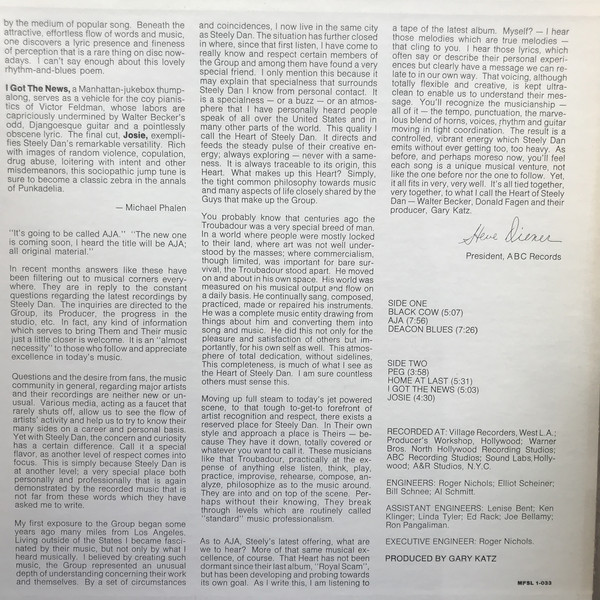 by the medium of popular song. Beneath the
attractive, effortless flow of words and music,
one discovers a lyric presence and fineness
of perception that is a rare thing on disc now-
adays. I can't say enough about this lovely
rhythm-and-blues poem.
I Got The News, a Manhattan-jukebox thump-
along, serves as a vehicle for the coy pianis-
tics of Victor Feldman, whose labors are
capriciously undermined by Walter Becker's
odd, Djangoesque guitar and a pointlessly
obscene lyric. The final cut, Josie, exempli-
fies Steely Dan's remarkable versatility. Rich
with images of random violence, copulation,
drug abuse, loitering with intent and other
misdemeanors, this sociopathic jump tune is
sure to become a classic zebra in the annals
of Punkadelia.
— Michael Phalen
"It's going to be called AJA." "The new one
is coming soon, I heard the title will be AJA;
all original material."
In recent months answers like these have
been filtering out to musical corners every-
where. They are in reply to the constant
questions regarding the latest recordings by
Steely Dan. The inquiries are directed to the
Group, its Producer, the progress in the
studio, etc. In fact, any kind of information
which serves to bring Them and Their music
just a little closer is welcome. It is an "almost
necessity" to those who follow and appreciate
excellence in today's music.
Questions and the desire from fans, the music
community in general, regarding major artists
and their recordings are neither new or un-
usual. Various media, acting as a faucet that
rarely shuts off, allow us to see the flow of
artists' activity and help us to try to know their
many sides on a career and personal basis.
Yet with Steely Dan, the concern and curiosity
has a certain difference. Call it a special
flavor, as another level of respect comes into
focus. This is simply because Steely Dan is
at another level; a very special place both
personally and professionally that is again
demonstrated by the recorded music that is
not far from these words which they have
asked me to write.
My first exposure to the Group began some
years ago many miles from Los Angeles.
Living outside of the States I became fasci-
nated by their music, but not only by what I
heard musically. I believed by creating such
music, the Group represented an unusual
depth of understanding concerning their work
and themselves. By a set of circumstances
and coincidences, I now live in the same city
as Steely Dan. The situation has further closed
in where, since that first listen, I have come to
really know and respect certain members of
the Group and among them have found a very
special friend. I only mention this because it
may explain that specialness that surrounds
Steely Dan I know from personal contact. It
is a specialness — or a buzz — or an atmos-
phere that I have personally heard people
speak of all over the United States and in
many other parts of the world. This quality I
call the Heart of Steely Dan. It directs and
feeds the steady pulse of their creative en-
ergy; always exploring — never with a same-
ness. It is always traceable to its origin, this
Heart. What makes up this Heart? Simply,
the tight common philosophy towards music
and many aspects of life closely shared by the
Guys that make up the Group.
You probably know that centuries ago the
Troubadour was a very special breed of man.
In a world where people were mostly locked
to their land, where art was not well under-
stood by the masses; where commercialism,
though limited, was important for bare sur-
vival, the Troubadour stood apart. He moved
on and about in his own space. His world was
measured on his musical output and flow on
a daily basis. He continually sang, composed,
practiced, made or repaired his instruments.
He was a complete music entity drawing from
things about him and converting them into
song and music. He did this not only for the
pleasure and satisfaction of others but im-
portantly, for his own self as well. This atmos-
phere of total dedication, without sidelines,
This completeness, is much of what I see as
the Heart of Steely Dan. I am sure countless
others must sense this.
Moving up full steam to today's jet powered
scene, to that tough to-get-to forefront of
artist recognition and respect, there exists a
reserved place for Steely Dan. In Their own
style and approach a place is Theirs — be-
cause They have it down, totally covered or
whatever you want to call it. These musicians
like that Troubadour, practically at the ex-
pense of anything else listen, think, play,
practice, improvise, rehearse, compose, an-
alyze, philosophize as to the music around.
They are into and on top of the scene. Per-
haps without their knowing, They break
through levels which are routinely called
"standard" music professionalism.
As to AJA, Steely's latest offering, what are
we to hear? More of that same musical ex-
cellence, of course. That Heart has not been
dormant since their last album, "Royal Scam",
but has been developing and probing towards
its own goal. As I write this, I am listening to
a tape of the latest album. Myself? — I hear
those melodies which are true melodies —
that cling to you. I hear those lyrics, which
often say or describe their personal experi-
ences but clearly have a message we can re-
late to in our own way. That voicing, although
totally flexible and creative, is kept ultra-
clean to enable us to understand their mes-
sage. You'll recognize the musicianship —
all of it — the tempo, punctuation, the marve-
lous blend of horns, voices, rhythm and guitar
moving in tight coordination. The result is a
controlled, vibrant energy which Steely Dan
emits without ever getting too, too heavy. As
before, and perhaps moreso now, you'll feel
each song is a unique musical venture, not
like the one before nor the one to follow. Yet,
it all fits in very, very well. It's all tied together,
very together, to what I call the Heart of Steely
Dan — Walter Becker, Donald Fagen and their
producer, Gary Katz.
Steve Diener
President, ABC Records
SIDE ONE
BLACK COW (5:07)
AJA (7:56)
DEACON BLUES (7:26)
SIDE TWO
PEG (3:58)
HOME AT LAST (5:31)
I GOT THE NEWS (5:03)
JOSIE (4:30)
RECORDED AT: Village Recorders, West L.A.;
Producer's Workshop, Hollywood; Warner
Bros. North Hollywood Recording Studios;
ABC Recording Studios; Sound Labs, Holly-
wood; A&R Studios, N.Y.C.
ENGINEERS: Roger Nichols; Elliot Scheiner;
Bill Schnee; Al Schmitt.
ASSISTANT ENGINEERS: Lenise Bent; Ken
Klinger; Linda Tyler; Ed Rack; Joe Bellamy;
Ron Pangaliman.
EXECUTIVE ENGINEER: Roger Nichols.
PRODUCED BY GARY KATZ
MFSL 1-033